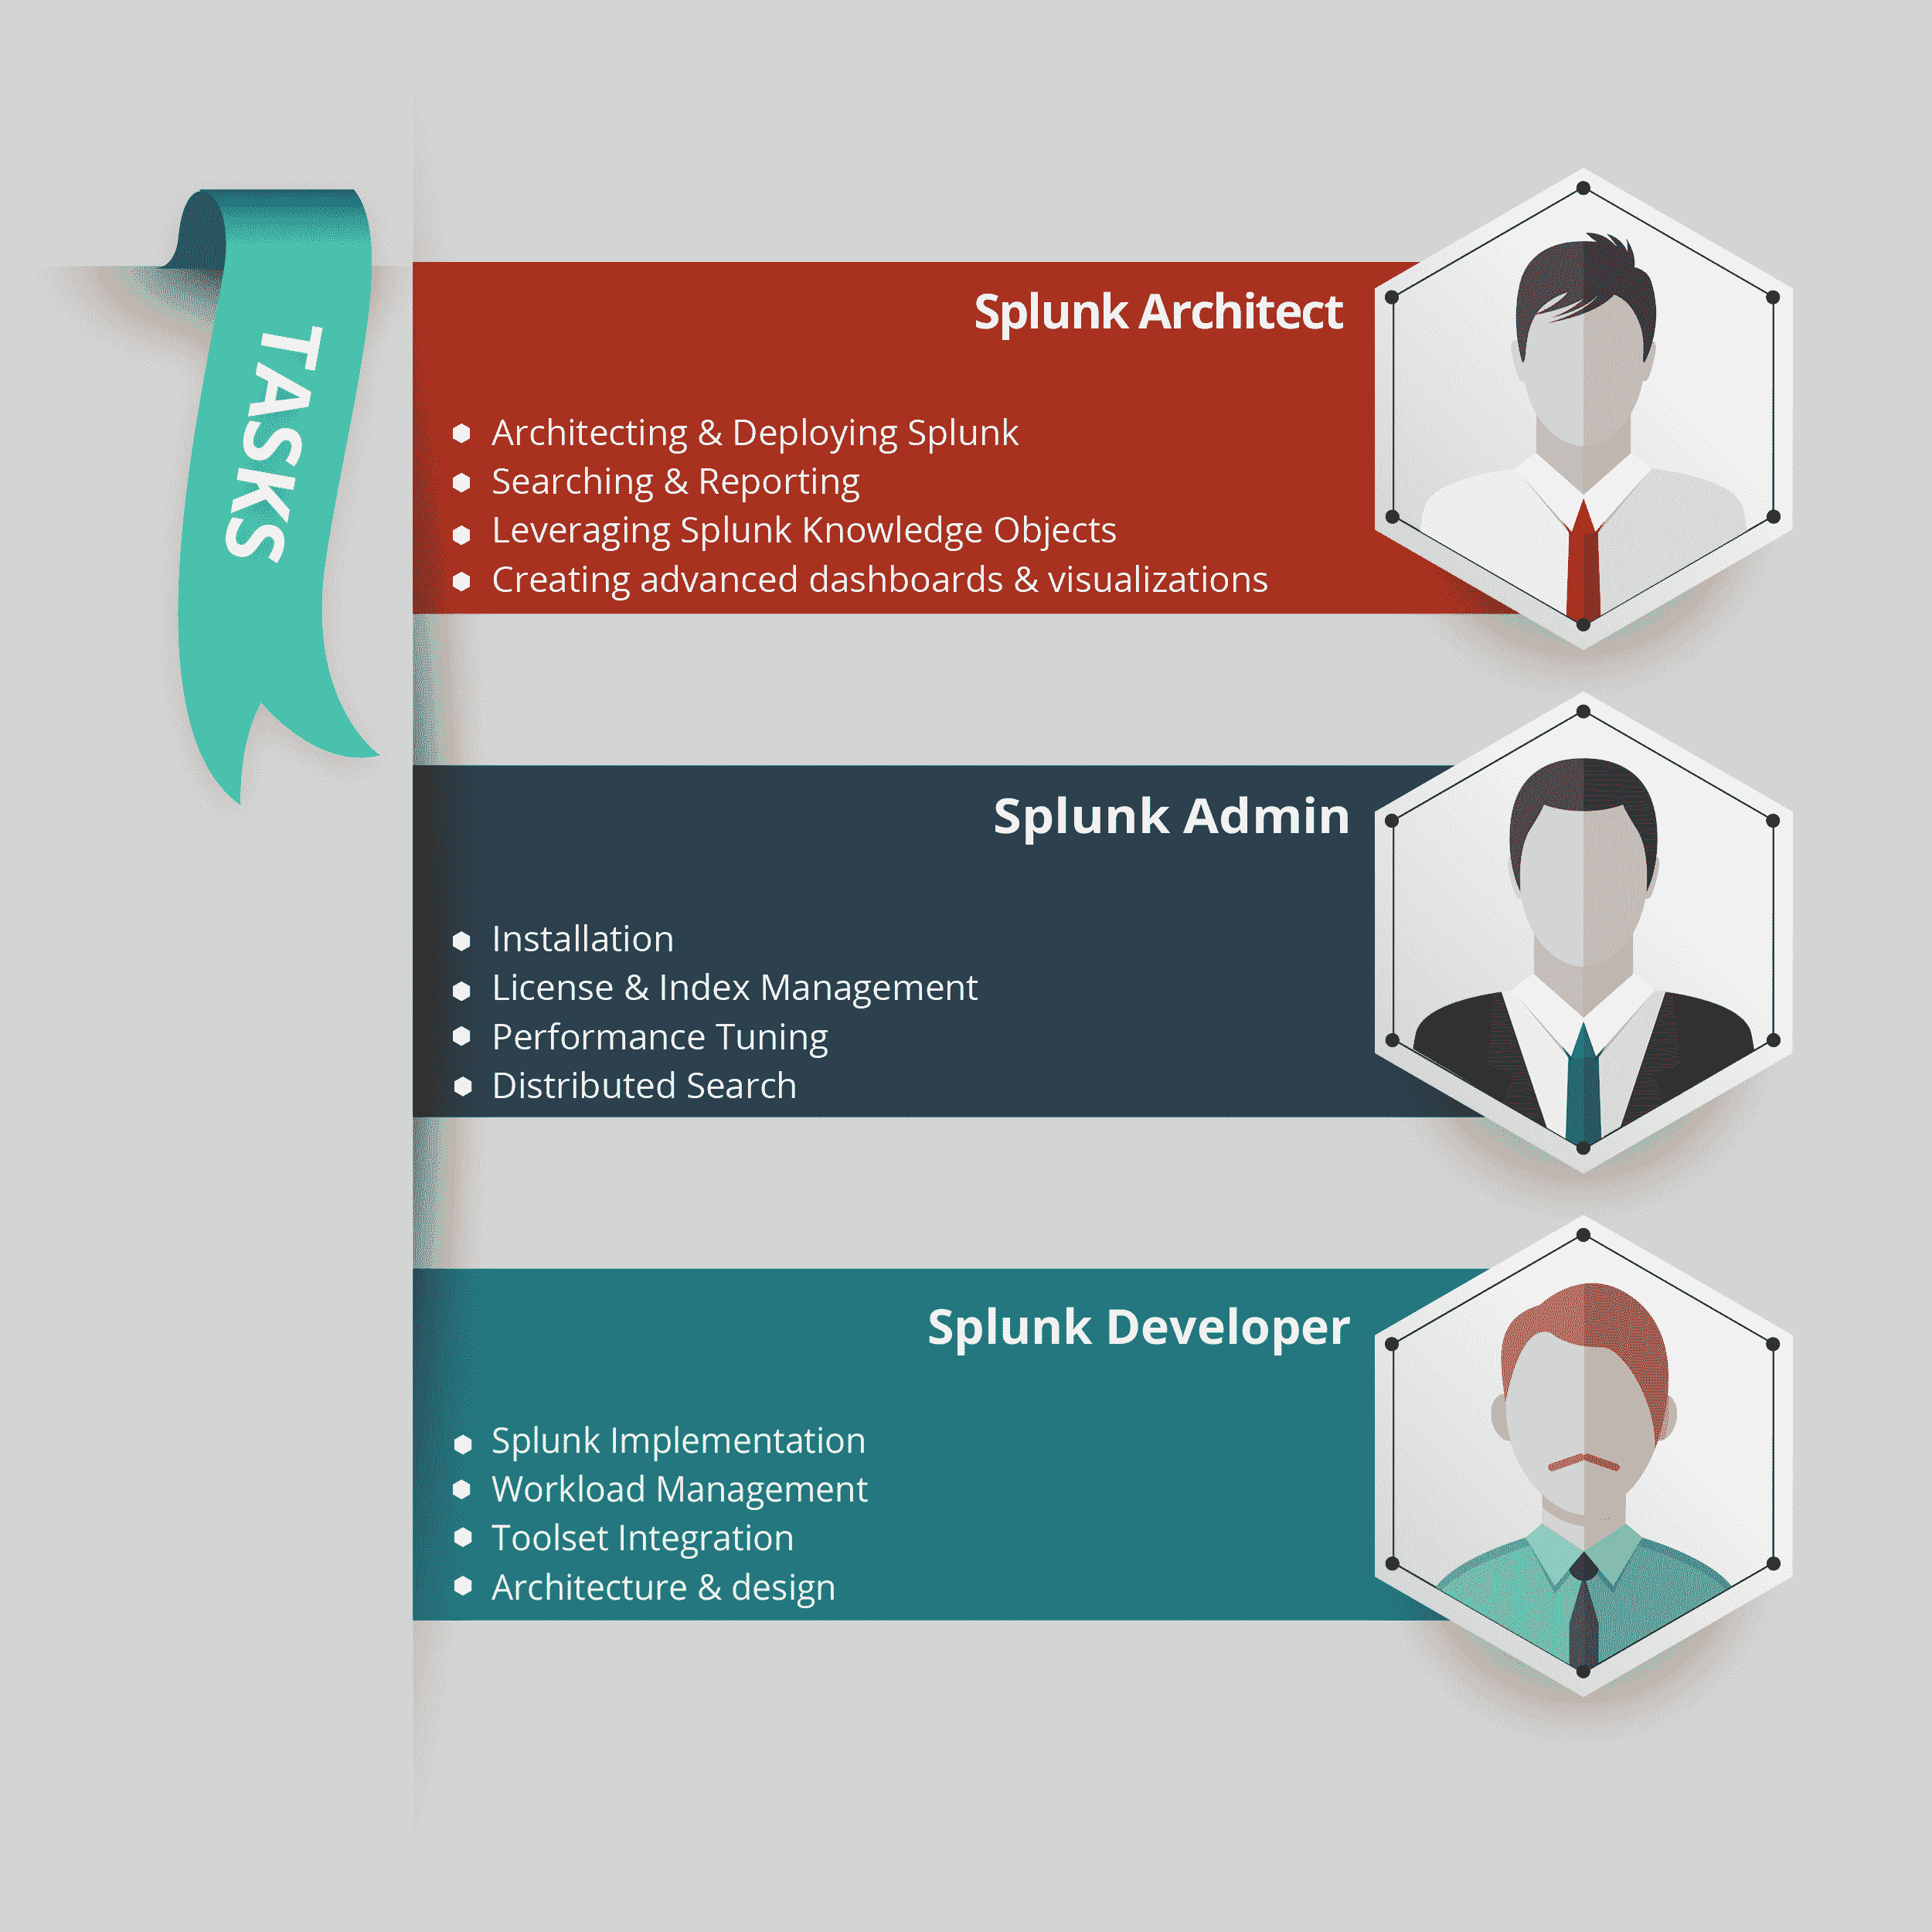 TASKS
Splunk Architect
Architecting & Deploying Splunk
Searching & Reporting
Leveraging Splunk Knowledge Objects
Creating advanced dashboards & visualizations
Splunk Admin
Installation
License & Index Management
Performance Tuning
Distributed Search
Splunk Developer
Splunk Implementation
Workload Management
Toolset Integration
Architecture & design